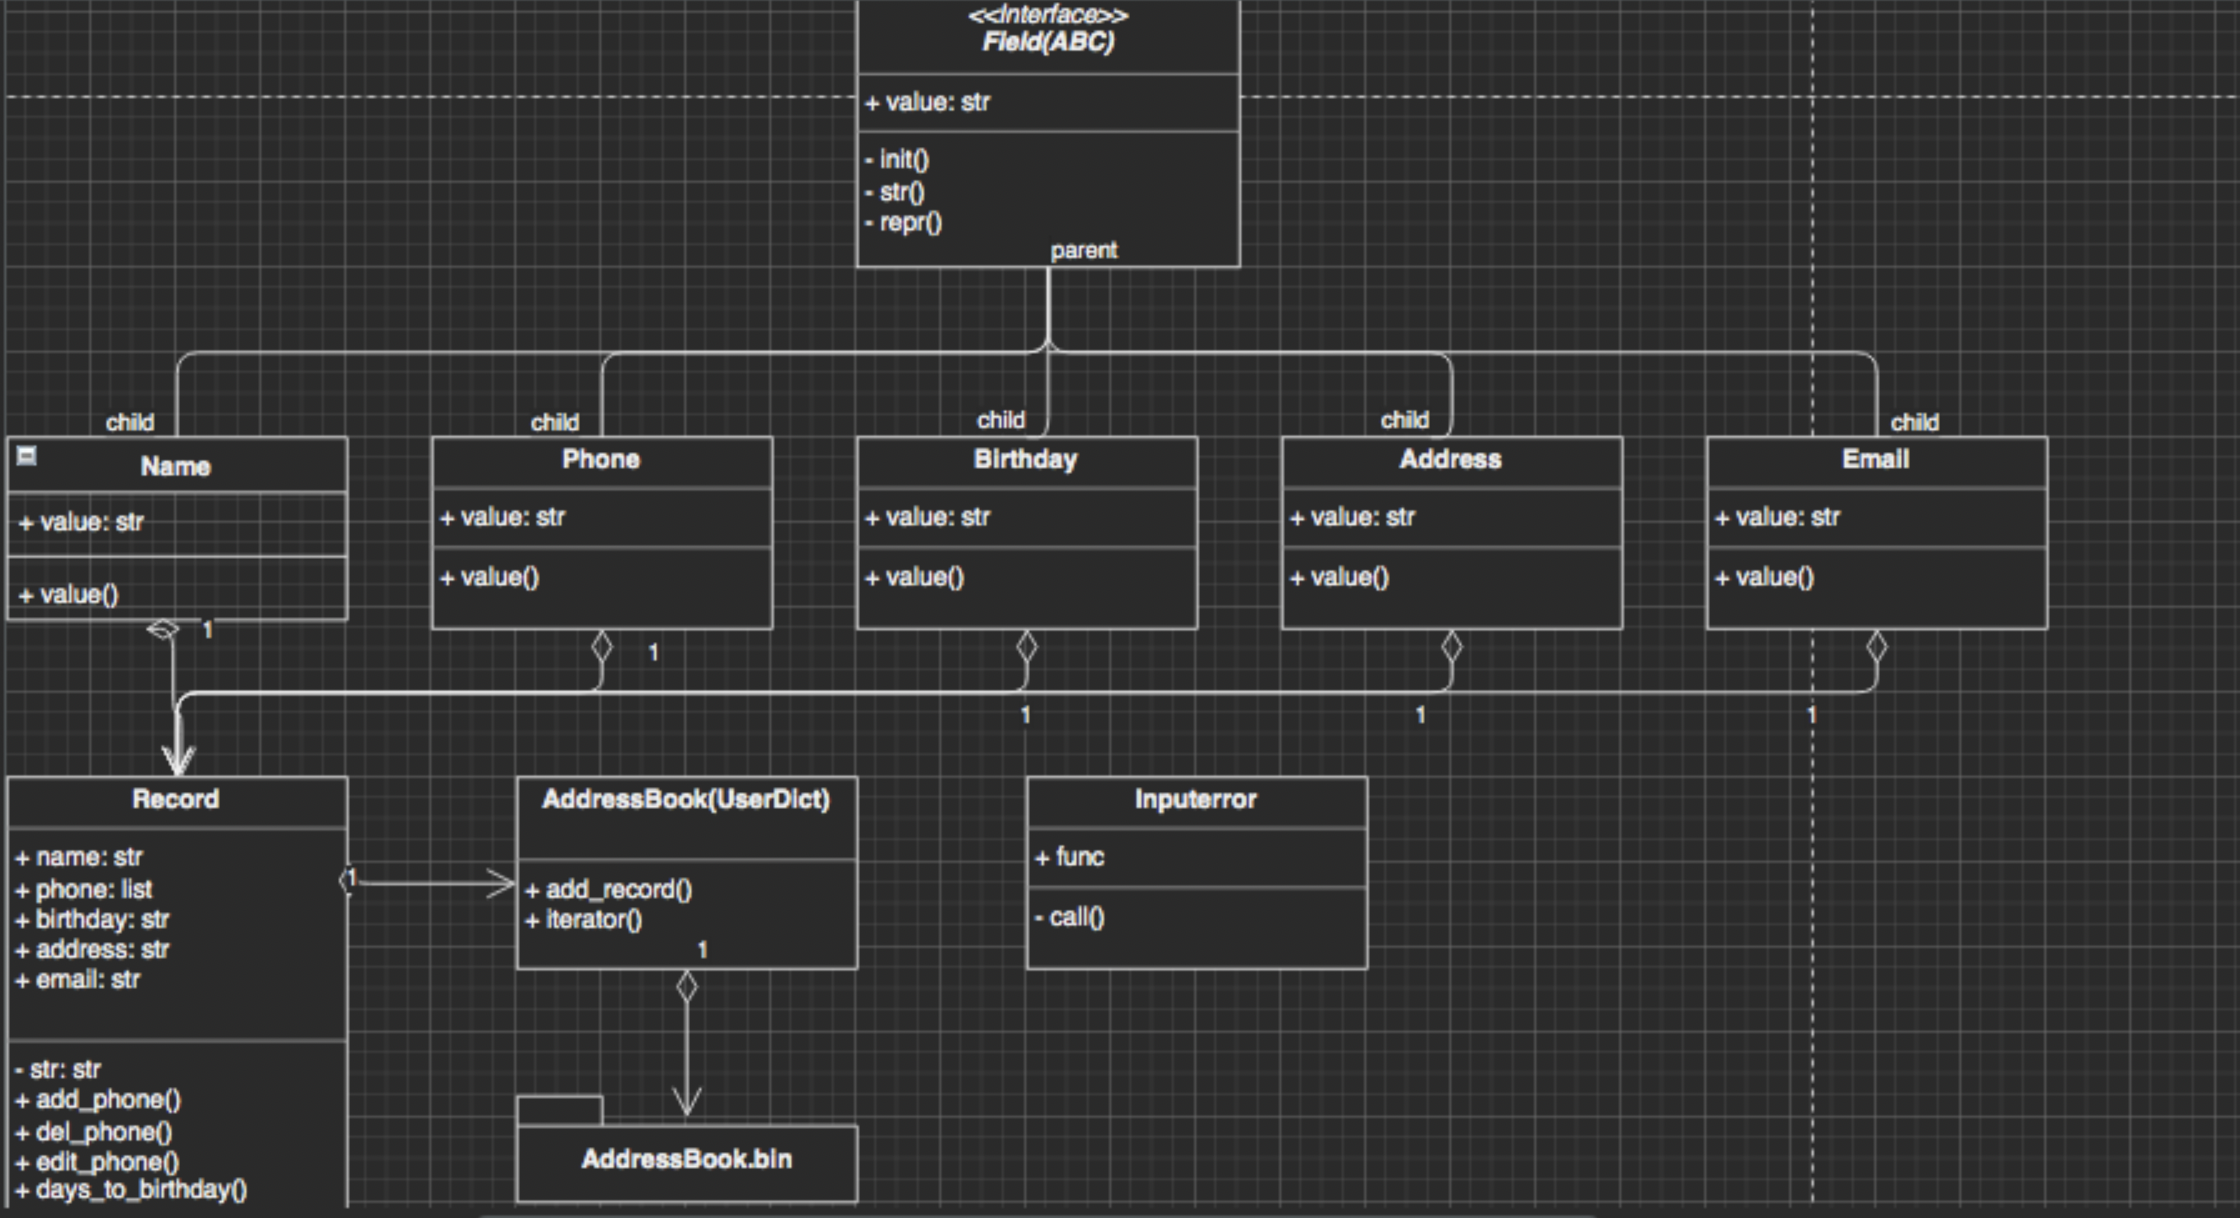 <<Interface>>
Field(ABC)
+ value: str
- init()
- str()
- repr()
parent
child
child
child
child
child
Name
+ value: str
+ value()
1
Phone
+ value: str
+ value()
1
Birthday
+ value: str
+ value()
1
Address
+ value: str
+ value()
1
Email
+ value: str
+ value()
1
Record
+ name: str
+ phone: list
+ birthday: str
+ address: str
+ email: str
- str: str
+ add_phone()
+ del_phone()
+ edit_phone()
+ days_to_birthday()
1
AddressBook(UserDict)
+ add_record()
+ iterator()
1
AddressBook.bin
Inputerror
+ func
- call()